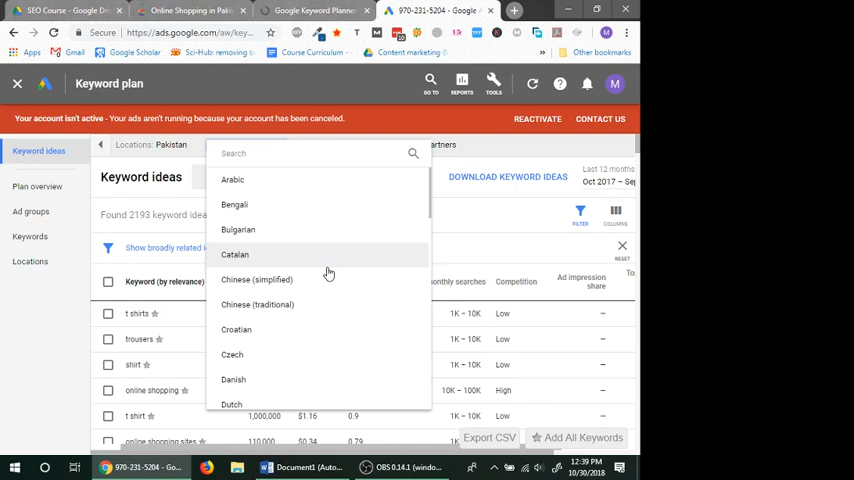 SEO Course - Google Dri
Online Shopping in Paki
Google Keyword Planner
970-231-5204 - Google A
Secure
https://ads.google.com/aw/key
Apps
Gmail
Google Scholar
Sci-Hub: removing b
Course Curriculum -
Content marketing B
Other bookmarks
Keyword plan
GO TO
REPORTS
TOOLS
M
Your account isn't active - Your ads aren't running because your account has been canceled.
REACTIVATE
CONTACT US
Keyword ideas
Plan overview
Ad groups
Keywords
Locations
Locations: Pakistan
artners
Keyword ideas
DOWNLOAD KEYWORD IDEAS
Last 12 months
Oct 2017 – Sep
Found 2193 keyword idea
FILTER
COLUMNS
Show broadly related i
RESET
Search
Arabic
Bengali
Bulgarian
Catalan
Chinese (simplified)
Chinese (traditional)
Croatian
Czech
Danish
Dutch
Keyword (by relevance)
onthly searches
Competition
Ad impression
share
To
t shirts
1K – 10K
Low
–
trousers
1K – 10K
Low
–
shirt
1K – 10K
Low
–
online shopping
10K – 100K
High
–
t shirt
1,000,000
$1.16
0.9
1K – 10K
Low
–
online shopping sites
110,000
$0.34
0.79
Export CSV
Add All Keywords
970-231-5204 - Go...
Document1 (Auto...
OBS 0.14.1 (windo...
12:39 PM
10/30/2018